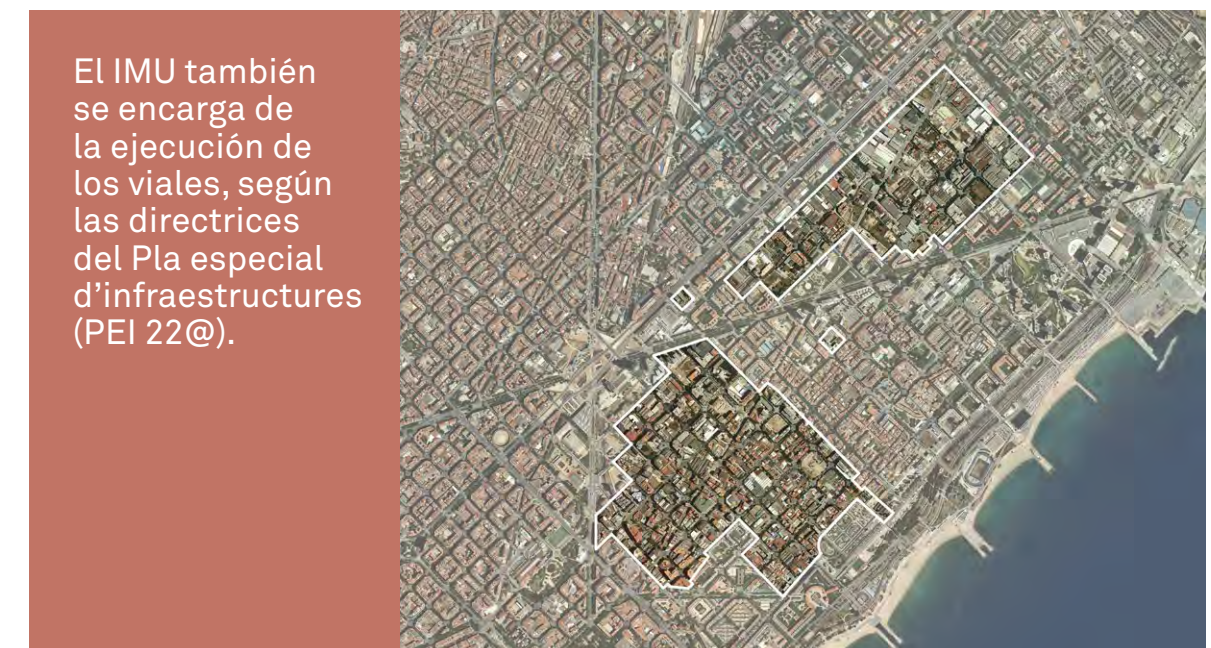 El IMU también
se encarga de
la ejecución de
los viales, según
las directrices
del Pla especial
d’infraestructures
(PEI 22@).